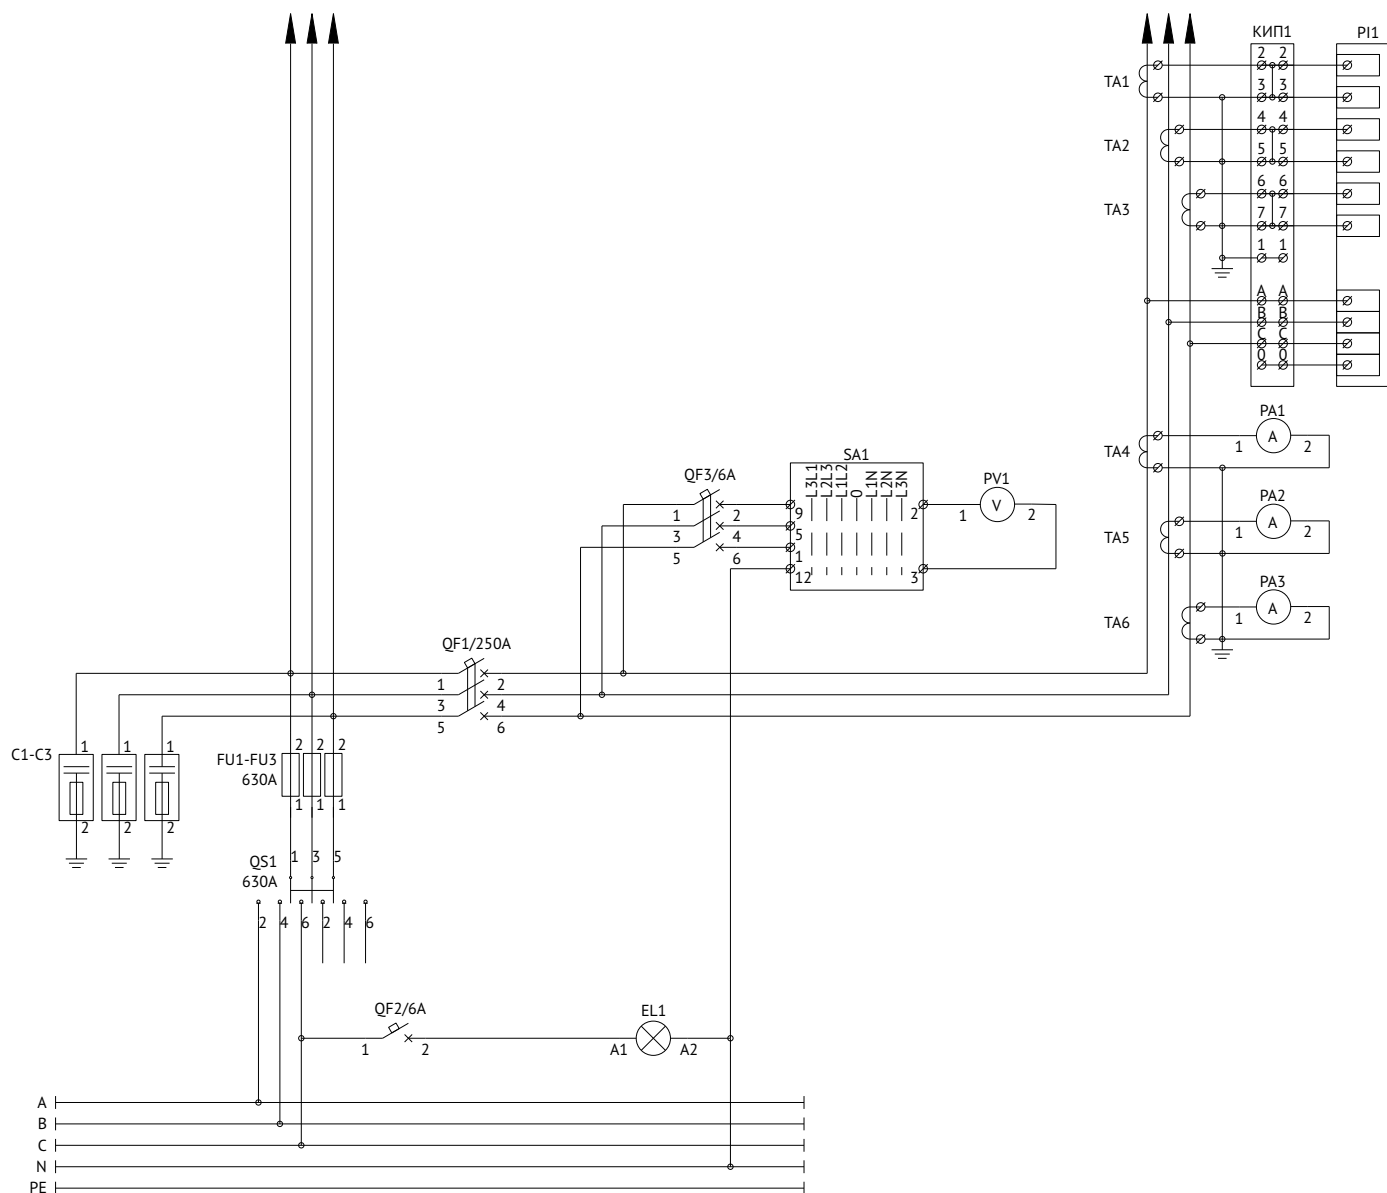 КИП1
PI1
2 2
TA1
3 3
4 4
TA2
5 5
6 6
TA3
7 7
1 1
A A
B B
C C
0 0
PA1
A
1 2
TA4
SA1
QF3/6A
L3L1
L2L3
L1L2
0
L1N
L2N
L3N
PV1
V
1 2
1 2
3 4
5 6
9
5
1
12
2
3
PA2
A
1 2
TA5
PA3
A
1 2
TA6
QF1/250A
1 2
3 4
5 6
C1-C3
1 1 1
2 2 2
FU1-FU3
630A
2 2 2
1 1 1
QS1
630A
1 3 5
2 4 6 2 4 6
QF2/6A
1 2
EL1
A1 A2
A
B
C
N
PE